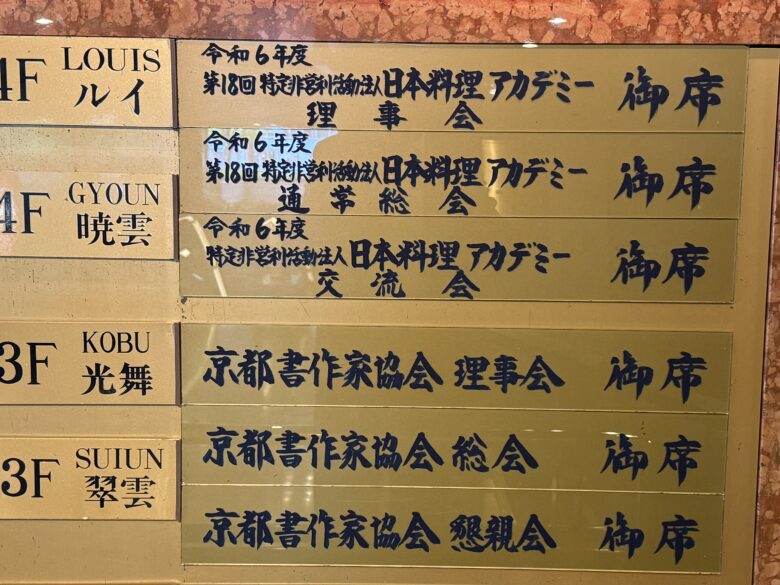 4F LOUIS
ルイ
令和6年度
第18回 特定非営利活動法人 日本料理 アカデミー
理事会
御席
令和6年度
第18回 特定非営利活動法人 日本料理 アカデミー
通常総会
御席
4F GYOUN
暁雲
令和6年度
特定非営利活動法人 日本料理 アカデミー
交流会
御席
3F KOBU
光舞
京都書作家協会 理事会 御席
京都書作家協会 総会 御席
3F SUIUN
翠雲
京都書作家協会 懇親会 御席